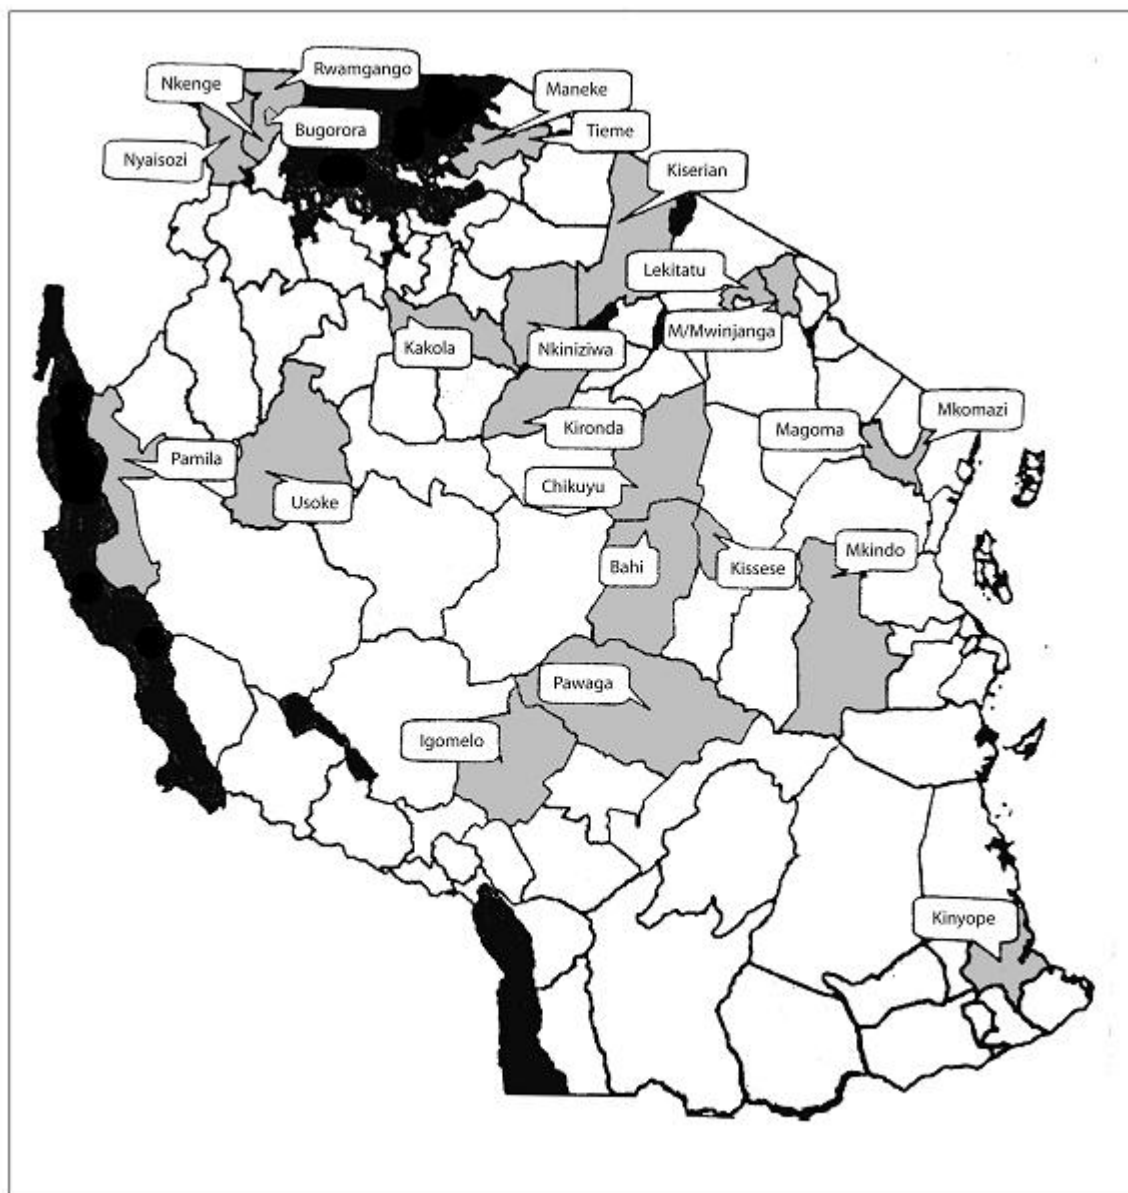 Rwamgango
Nkenge
Maneke
Bugorora
Tieme
Nyaisozi
Kiserian
Lekitatu
M/Mwinjanga
Kakola
Nkiniziwa
Mkomazi
Kironda
Magoma
Pamila
Chikuyu
Usoke
Mkindo
Bahi
Kissese
Pawaga
Igomelo
Kinyope